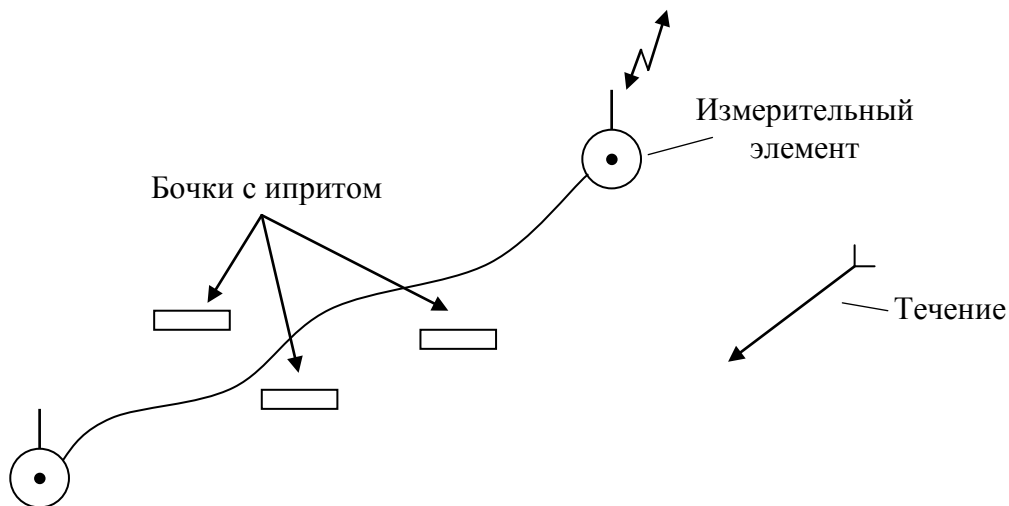 Измерительный
элемент
Бочки с ипритом
Течение